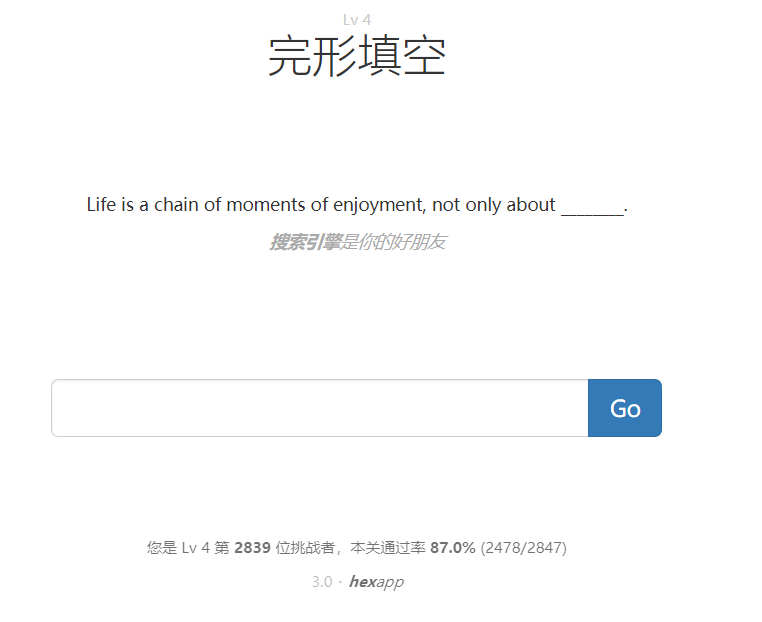 Lv 4
完形填空
Life is a chain of moments of enjoyment, not only about ________.
搜索引擎是你的好朋友
Go
您是 Lv 4 第 2839 位挑战者，本关通过率 87.0% (2478/2847)
3.0 · hexapp